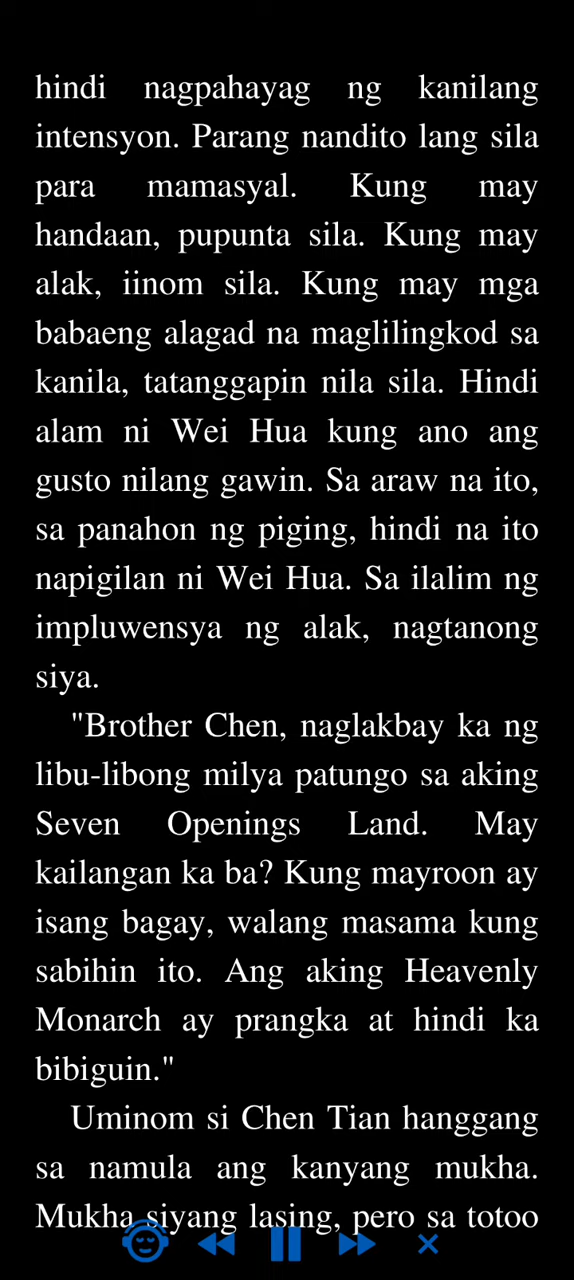 hindi nagpahayag ng kanilang
intensyon. Parang nandito lang sila
para mamasyal. Kung may
handaan, pupunta sila. Kung may
alak, iinom sila. Kung may mga
babaeng alagad na maglilingkod sa
kanila, tatanggapin nila sila. Hindi
alam ni Wei Hua kung ano ang
gusto nilang gawin. Sa araw na ito,
sa panahon ng piging, hindi na ito
napigilan ni Wei Hua. Sa ilalim ng
impluwensya ng alak, nagtanong
siya.
"Brother Chen, naglakbay ka ng
libu-libong milya patungo sa aking
Seven Openings Land. May
kailangan ka ba? Kung mayroon ay
isang bagay, walang masama kung
sabihin ito. Ang aking Heavenly
Monarch ay prangka at hindi ka
bibiguin."
Uminom si Chen Tian hanggang
sa namula ang kanyang mukha.
Mukha siyang lasing, pero sa totoo